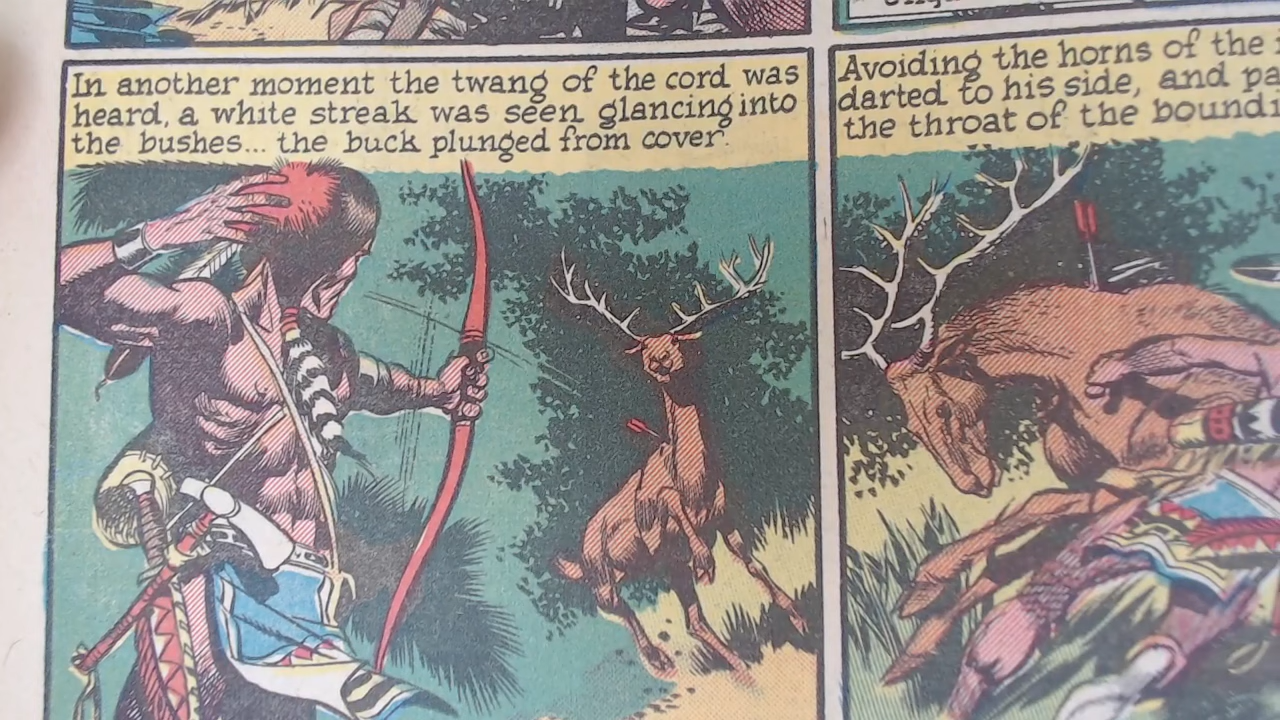 In another moment the twang of the cord was
heard, a white streak was seen glancing into
the bushes... the buck plunged from cover.
Avoiding the horns of the
darted to his side, and
the throat of the